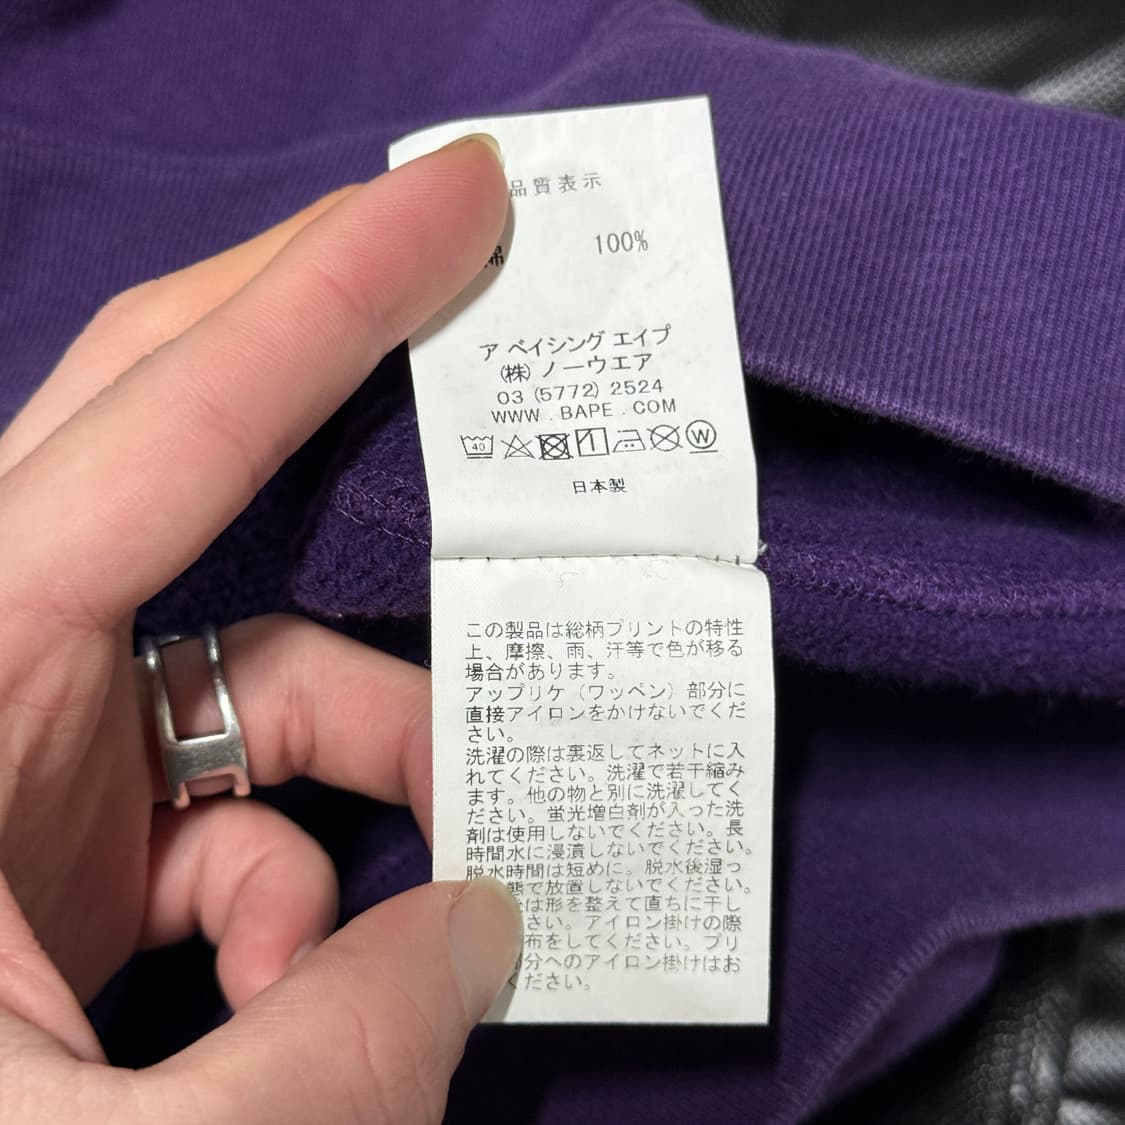 品質表示
綿 100%
ア ベイシング エイプ
(株) ノーウエア
03 (5772) 2524
WWW . BAPE . COM
40 W
日本製
この製品は総柄プリントの特性
上、摩擦、雨、汗等で色が移る
場合があります。
アップリケ（ワッペン）部分に
直接アイロンをかけないでくだ
さい。
洗濯の際は裏返してネットに入
れてください。洗濯で若干縮み
ます。他の物と別に洗濯してく
ださい。蛍光増白剤が入った洗
剤は使用しないでください。長
時間水に浸漬しないでください。
脱水時間は短めに。脱水後湿っ
態で放置しないでください。
は形を整えて直ちに干し
さい。アイロン掛けの際
布をしてください。プリ
部分へのアイロン掛けはお
ください。